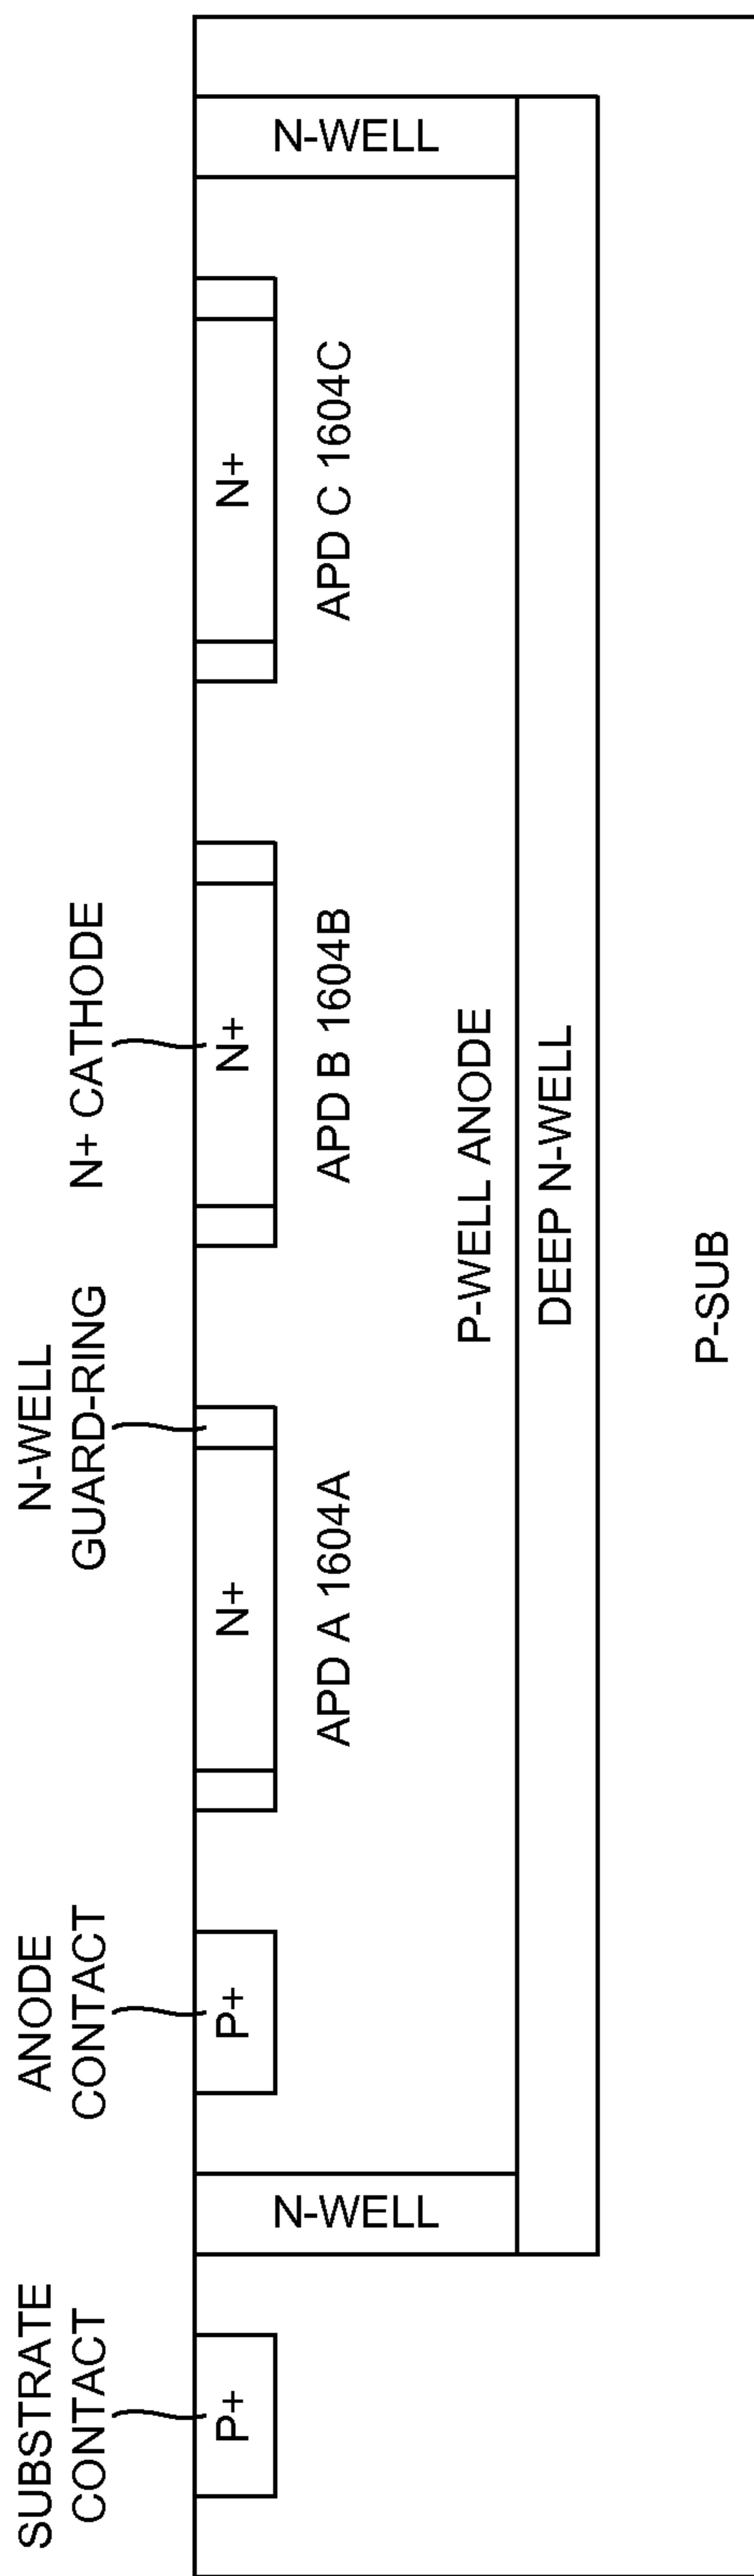 SUBSTRATE
CONTACT
ANODE
CONTACT
N-WELL
GUARD-RING
N+ CATHODE
P+
P+
N+
N+
N+
N-WELL
N-WELL
APD A 1604A
APD B 1604B
APD C 1604C
P-WELL ANODE
DEEP N-WELL
P-SUB